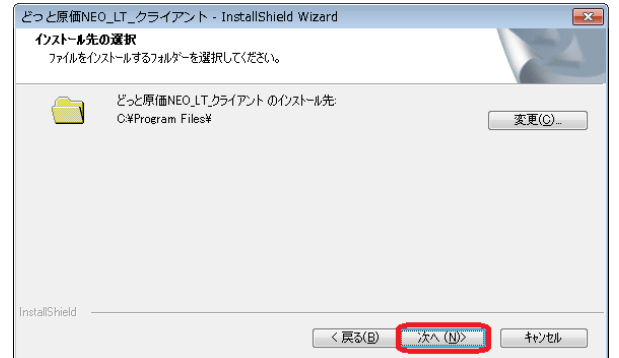 どっと原価NEO_LT_クライアント - InstallShield Wizard
インストール先の選択
ファイルをインストールするフォルダーを選択してください。
どっと原価NEO_LT_クライアント のインストール先:
C:¥Program Files¥
変更(C)...
InstallShield
< 戻る(B)
次へ (N)>
キャンセル